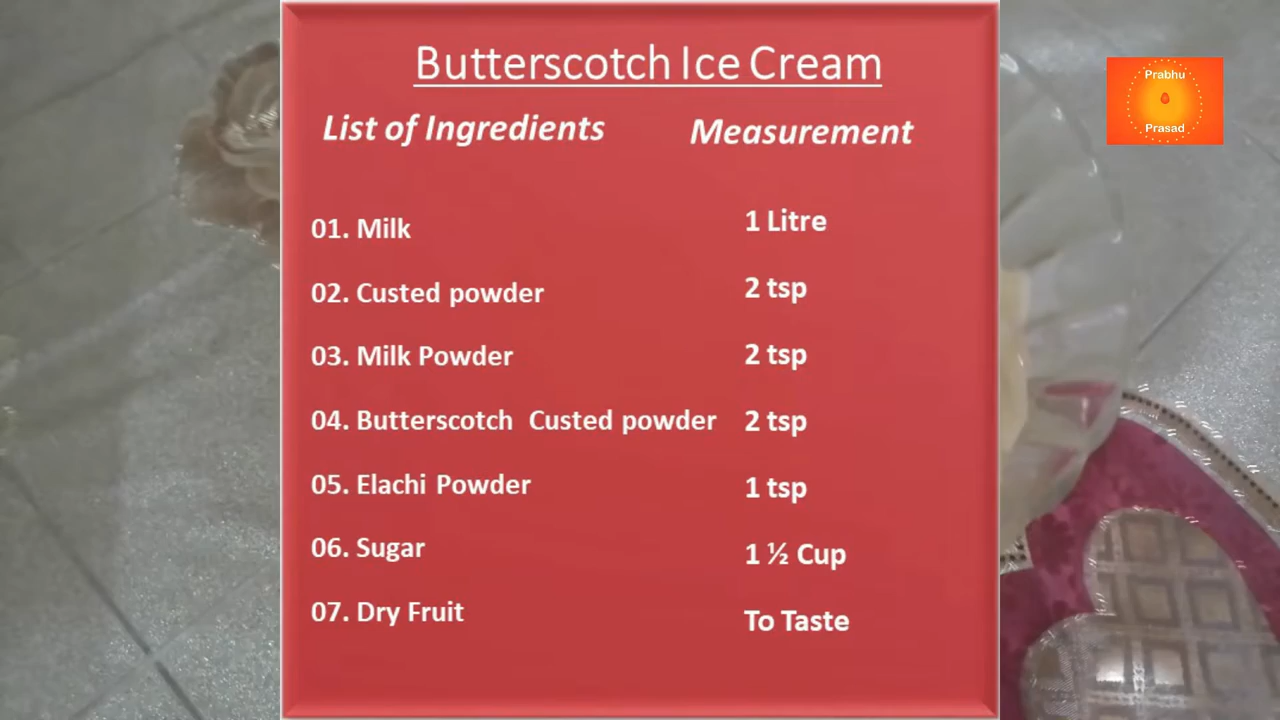 Butterscotch Ice Cream
List of Ingredients Measurement
01. Milk 1 Litre
02. Custed powder 2 tsp
03. Milk Powder 2 tsp
04. Butterscotch Custed powder 2 tsp
05. Elachi Powder 1 tsp
06. Sugar 1 ½ Cup
07. Dry Fruit To Taste
Prabhu
Prasad